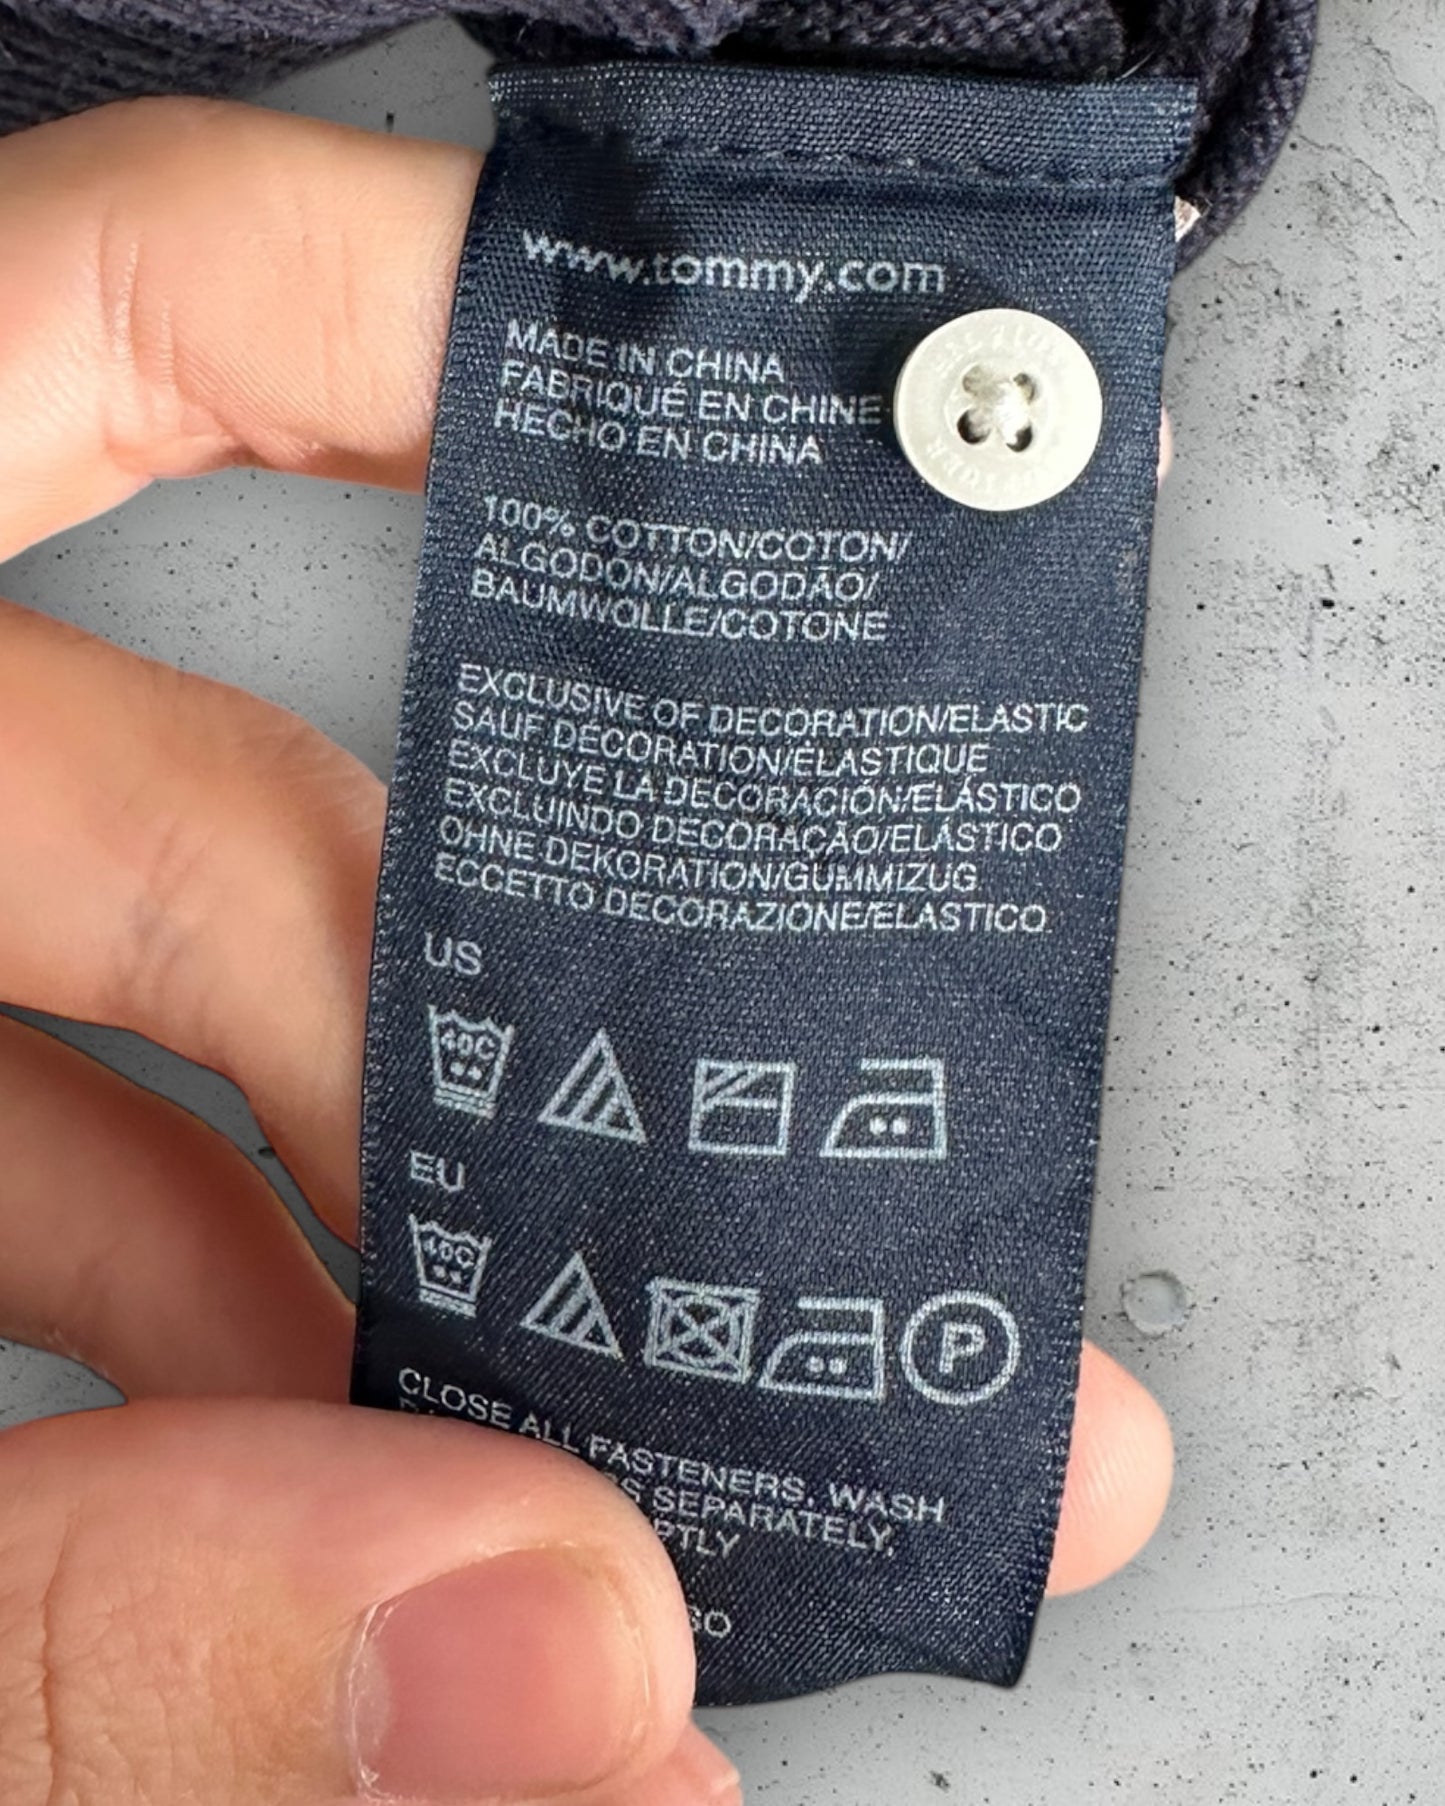 www.tommy.com
MADE IN CHINA
FABRIQUÉ EN CHINE
HECHO EN CHINA
100% COTTON/COTON/
ALGODON/ALGODÃO/
BAUMWOLLE/COTONE
EXCLUSIVE OF DECORATION/ELASTIC
SAUF DÉCORATION/ÉLASTIQUE
EXCLUYE LA DECORACIÓN/ELÁSTICO
EXCLUINDO DECORAÇÃO/ELÁSTICO
OHNE DEKORATION/GUMMIZUG
ECCETTO DECORAZIONE/ELASTICO
US
40C
EU
40C
P
CLOSE ALL FASTENERS, WASH
SEPARATELY,